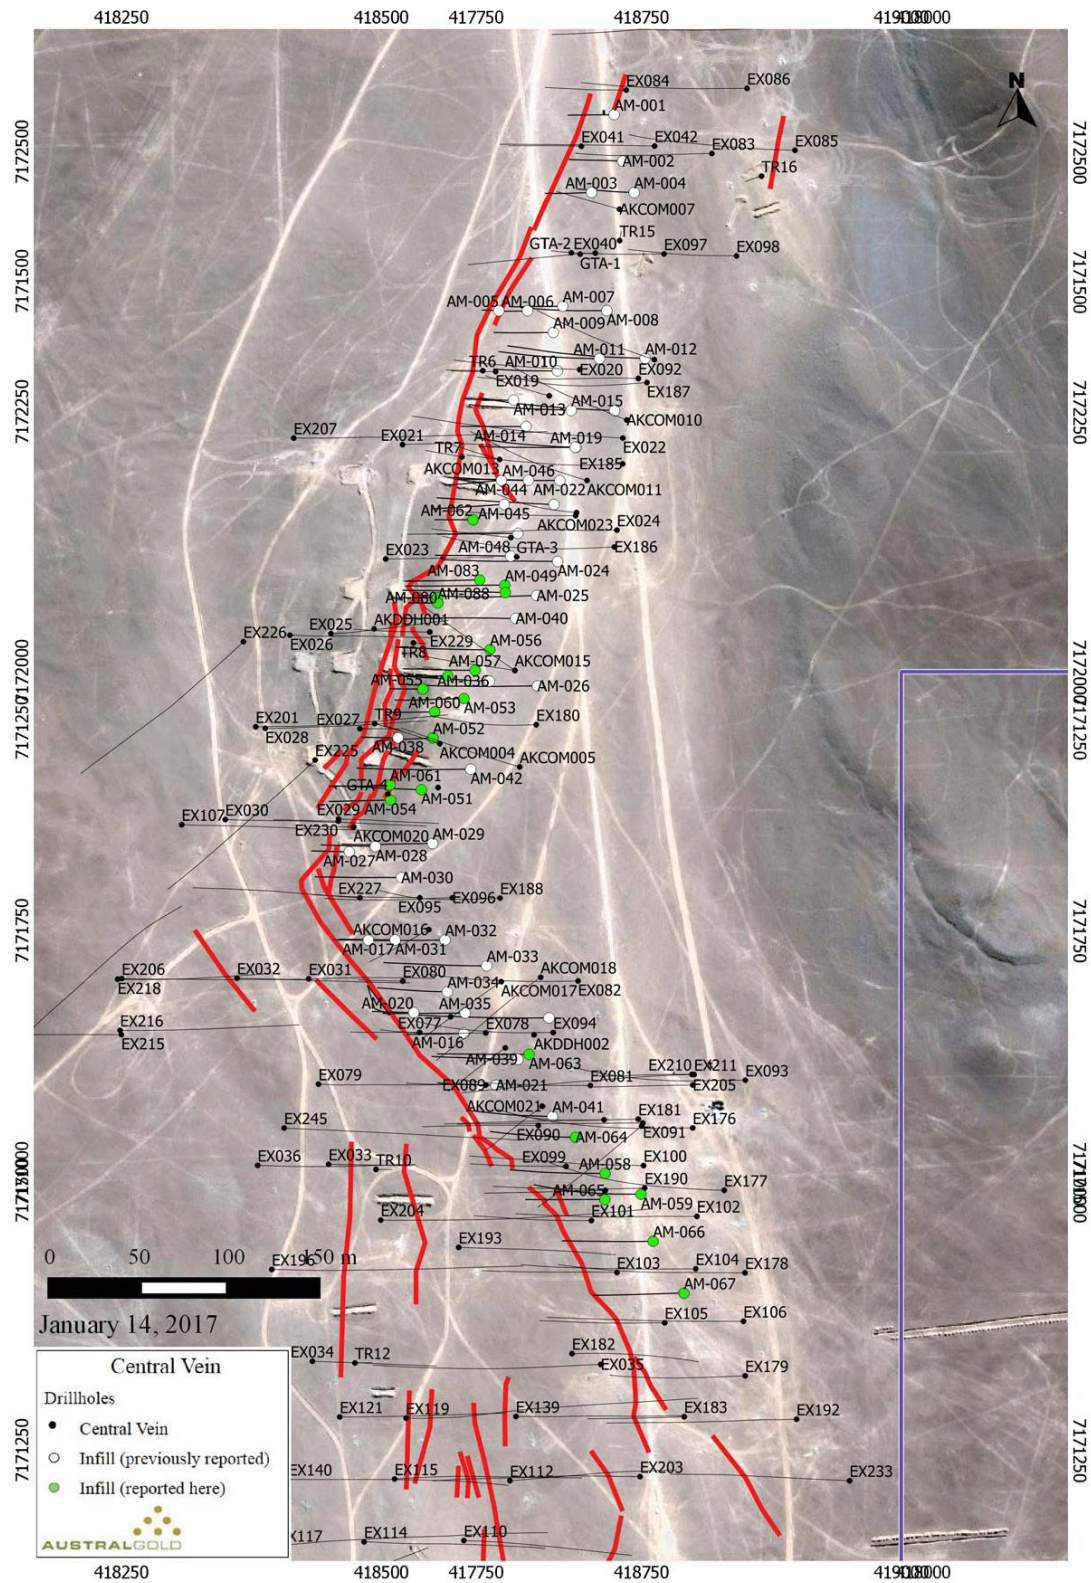 418250
418500
417750
418750
EX084
EX086
N
AM-001
EX041
EX042
EX083
EX085
7172500
7172500
AM-002
TR16
AM-003
AM-004
AKCOM007
TR15
GTA-2
EX040
EX097
EX098
GTA-1
7171500
7171500
AM-005
AM-006
AM-007
AM-008
AM-009
AM-011
AM-012
TR6
AM-010
EX020
EX092
EX019
EX187
AM-013
AM-015
AKCOM010
7172250
7172250
EX207
EX021
AM-014
AM-019
EX022
TR7
EX185
AKCOM013
AM-046
AM-044
AM-022
AKCOM011
AM-062
AM-045
AKCOM023
EX024
AM-048
GTA-3
EX186
EX023
AM-024
AM-083
AM-049
AM-080
AM-088
AM-025
AKDDH001
AM-040
EX226
EX025
EX026
EX229
AM-056
TR8
AM-057
AKCOM015
7172000
AM-055
AM-036
AM-026
AM-060
AM-053
EX201
EX027
TR9
EX180
7171250
7171250
EX028
AM-052
AM-038
AKCOM004
AKCOM005
EX225
AM-061
AM-042
GTA-4
AM-051
AM-054
EX107
EX030
EX029
EX230
AKCOM020
AM-029
AM-027
AM-028
AM-030
EX227
EX096
EX188
EX095
7171750
7171750
AKCOM016
AM-032
AM-017
AM-031
AM-033
EX206
EX032
EX031
EX080
AM-034
AKCOM018
EX218
AKCOM017
EX082
AM-020
AM-035
EX216
EX077
EX078
EX094
EX215
AM-016
AKDDH002
AM-039
AM-063
EX079
EX089
AM-021
EX081
EX210
EX211
EX093
EX205
AKCOM021
AM-041
EX181
EX176
EX245
EX090
AM-064
EX091
EX036
EX033
TR10
EX099
AM-058
EX100
AM-065
EX190
EX177
AM-059
EX204
EX101
EX102
EX193
AM-066
0 50 100 150 m
EX196
EX103
EX104
EX178
AM-067
January 14, 2017
EX105
EX106
EX034
TR12
EX182
EX035
EX179
Central Vein
Drillholes
Central Vein
Infill (previously reported)
Infill (reported here)
AUSTRALGOLD
EX121
EX119
EX139
EX183
EX192
7171250
7171250
EX140
EX115
EX112
EX203
EX233
EX114
EX110
418250
418500
417750
418750